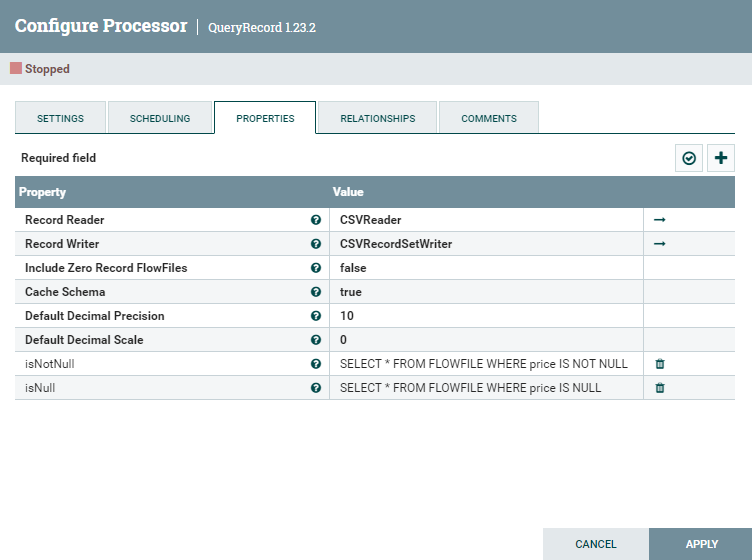 Configure Processor | QueryRecord 1.23.2
Stopped
SETTINGS SCHEDULING PROPERTIES RELATIONSHIPS COMMENTS
Required field
Property Value
Record Reader CSVReader
Record Writer CSVRecordSetWriter
Include Zero Record FlowFiles false
Cache Schema true
Default Decimal Precision 10
Default Decimal Scale 0
isNotNull SELECT * FROM FLOWFILE WHERE price IS NOT NULL
isNull SELECT * FROM FLOWFILE WHERE price IS NULL
CANCEL APPLY